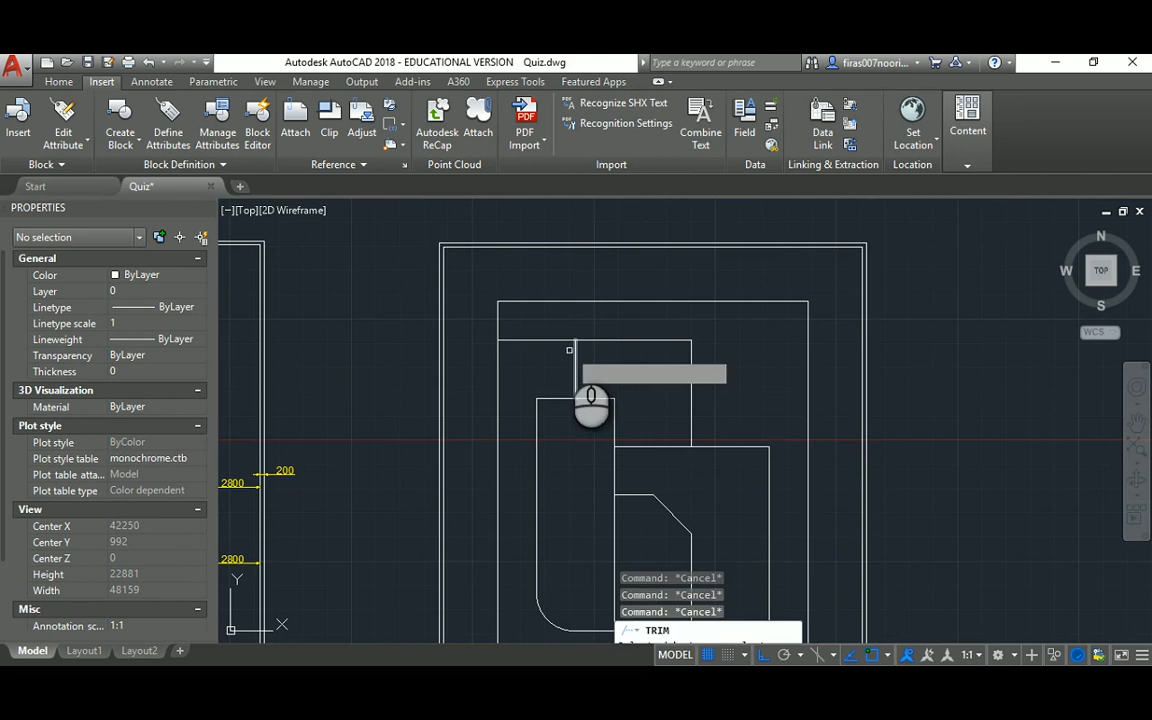 A
Autodesk AutoCAD 2018 - EDUCATIONAL VERSION Quiz.dwg
Type a keyword or phrase
firas007noori...
Home Insert Annotate Parametric View Manage Output Add-ins A360 Express Tools Featured Apps
Insert
Edit
Attribute
Create
Block
Define
Attributes
Manage
Attributes
Block
Editor
Attach
Clip
Adjust
Autodesk
ReCap
Attach
PDF
Import
PDF
Recognize SHX Text
Recognition Settings
Combine
Text
Field
Data
Link
Set
Location
Content
Block
Block Definition
Reference
Point Cloud
Import
Data
Linking & Extraction
Location
Start
Quiz*
PROPERTIES
[−][Top][2D Wireframe]
No selection
General
Color ByLayer
Layer 0
Linetype ByLayer
Linetype scale 1
Lineweight ByLayer
Transparency ByLayer
Thickness 0
3D Visualization
Material ByLayer
Plot style
Plot style ByColor
Plot style table monochrome.ctb
Plot table atta... Model
Plot table type Color dependent
View
Center X 42250
Center Y 992
Center Z 0
Height 22881
Width 48159
Misc
Annotation sc... 1:1
200
2800
2800
Y
X
N
W
TOP
E
S
WCS
Command: *Cancel*
Command: *Cancel*
Command: *Cancel*
TRIM
Model Layout1 Layout2
MODEL
1:1